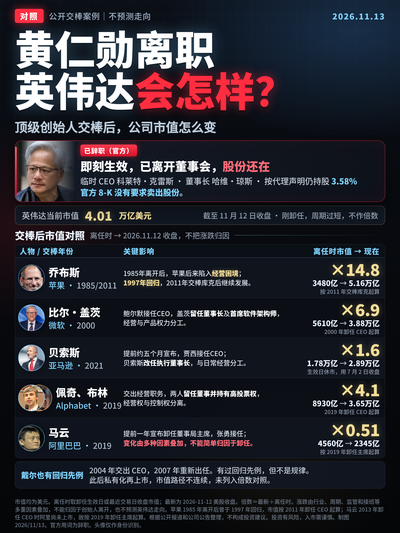 对照 公开交棒案例｜不预测走向 2026.11.13
黄仁勋离职
英伟达会怎样？
顶级创始人交棒后，公司市值怎么变
已辞职（官方）
即刻生效，已离开董事会，股份还在
临时 CEO 科莱特·克雷斯 · 董事长 哈维·琼斯 · 按代理声明仍持股 3.58%
官方 8-K 没有要求卖出股份。
英伟达当前市值 4.01 万亿美元 截至 11 月 12 日收盘 · 刚卸任，周期过短，不作倍数
交棒后市值对照 离任时 → 2026.11.12 收盘，不把涨跌归因
人物 / 交棒年份 关键影响 离任时市值 → 现在
乔布斯
苹果 · 1985/2011
1985年离开后，苹果后来陷入经营困境；
1997年回归，2011年交棒库克后继续发展。
×14.8
3480亿 → 5.16万亿
按 2011 年交棒库克起算
比尔·盖茨
微软 · 2000
鲍尔默接任CEO，盖茨留任董事长及首席软件架构师，
经营与产品权力分工。
×6.9
5610亿 → 3.88万亿
2000 年卸任 CEO 起算
贝索斯
亚马逊 · 2021
提前约五个月宣布，贾西接任CEO；
贝索斯改任执行董事长，与日常经营分工。
×1.6
1.78万亿 → 2.89万亿
生效日休市，用 7 月 2 日收盘
佩奇、布林
Alphabet · 2019
交出经营职务，两人留任董事并持有高投票权，
经营权与控制权分离。
×4.1
8930亿 → 3.65万亿
2019 年卸任 CEO 起算
马云
阿里巴巴 · 2019
提前一年宣布卸任董事局主席，张勇接任；
变化由多种因素叠加，不能简单归因于卸任。
×0.51
4560亿 → 2345亿
按 2019 年卸任主席起算
戴尔也有回归先例
2004 年交出 CEO，2007 年重新出任。有过回归先例，但不是规律。
此后私有化再上市，市值路径不连续，未列入倍数对照。